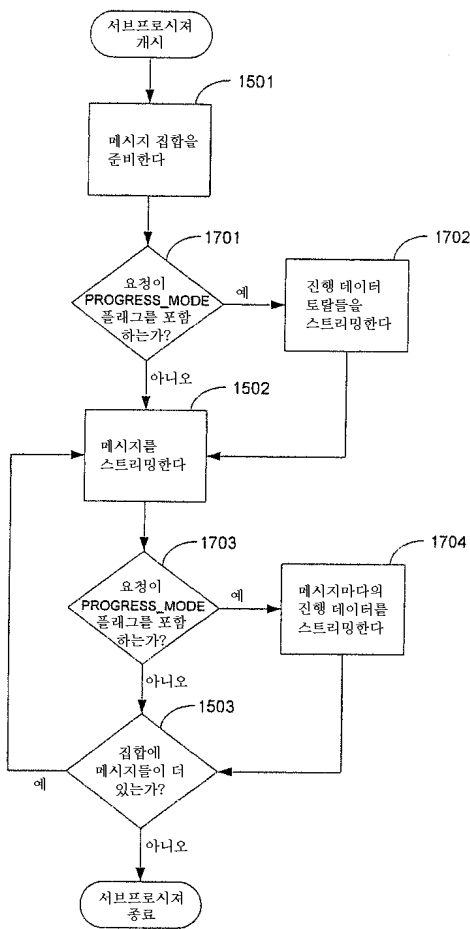 서브프로시져
개시
1501
메시지 집합을
준비한다
1701
요청이
PROGRESS_MODE
플래그를 포함
하는가?
예
1702
진행 데이터
토탈들을
스트리밍한다
아니오
1502
메시지를
스트리밍한다
1703
요청이
PROGRESS_MODE
플래그를 포함
하는가?
예
1704
메시지마다의
진행 데이터를
스트리밍한다
아니오
1503
집합에
메시지들이 더
있는가?
예
아니오
서브프로시져
종료